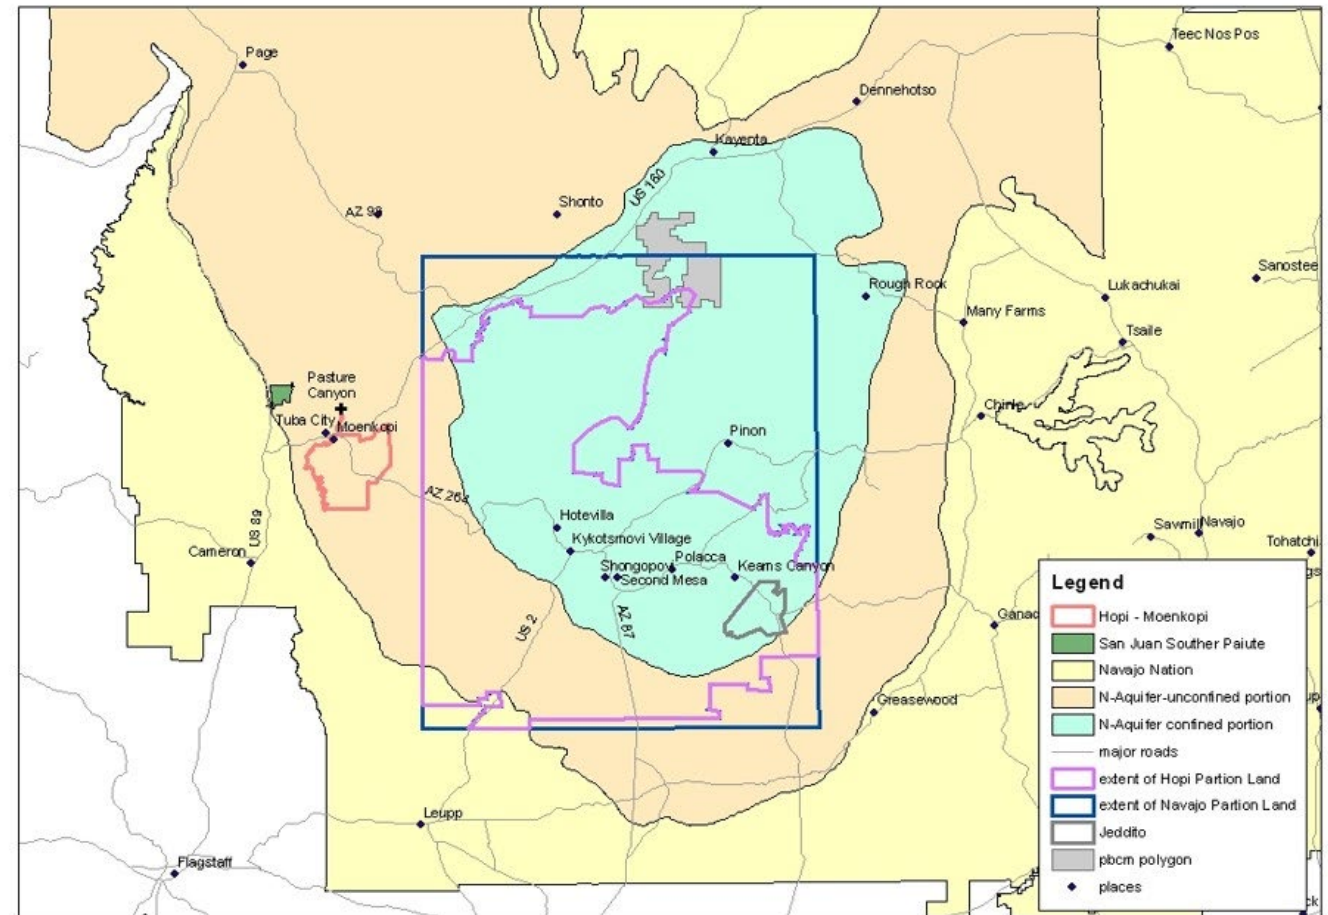 Page
Teec Nos Pos
Dennehotso
Kayenta
US 160
Shonto
AZ 98
Sanostee
Rough Rock
Lukachukai
Many Farms
Tsaile
Pasture
Canyon
Chinle
Tuba City
Moenkopi
Pinon
AZ 264
Hotevilla
US 89
Sawmill
Navajo
Kykotsmovi Village
Tohatchi
Cameron
Polacca
Shongopovi
Second Mesa
Keams Canyon
Legend
Hopi - Moenkopi
San Juan Souther Paiute
Navajo Nation
N-Aquifer-unconfined portion
N-Aquifer confined portion
major roads
extent of Hopi Partion Land
extent of Navajo Partion Land
Jeddito
pbcm polygon
places
Ganad
AZ 87
US 2
Greasewood
Leupp
Flagstaff